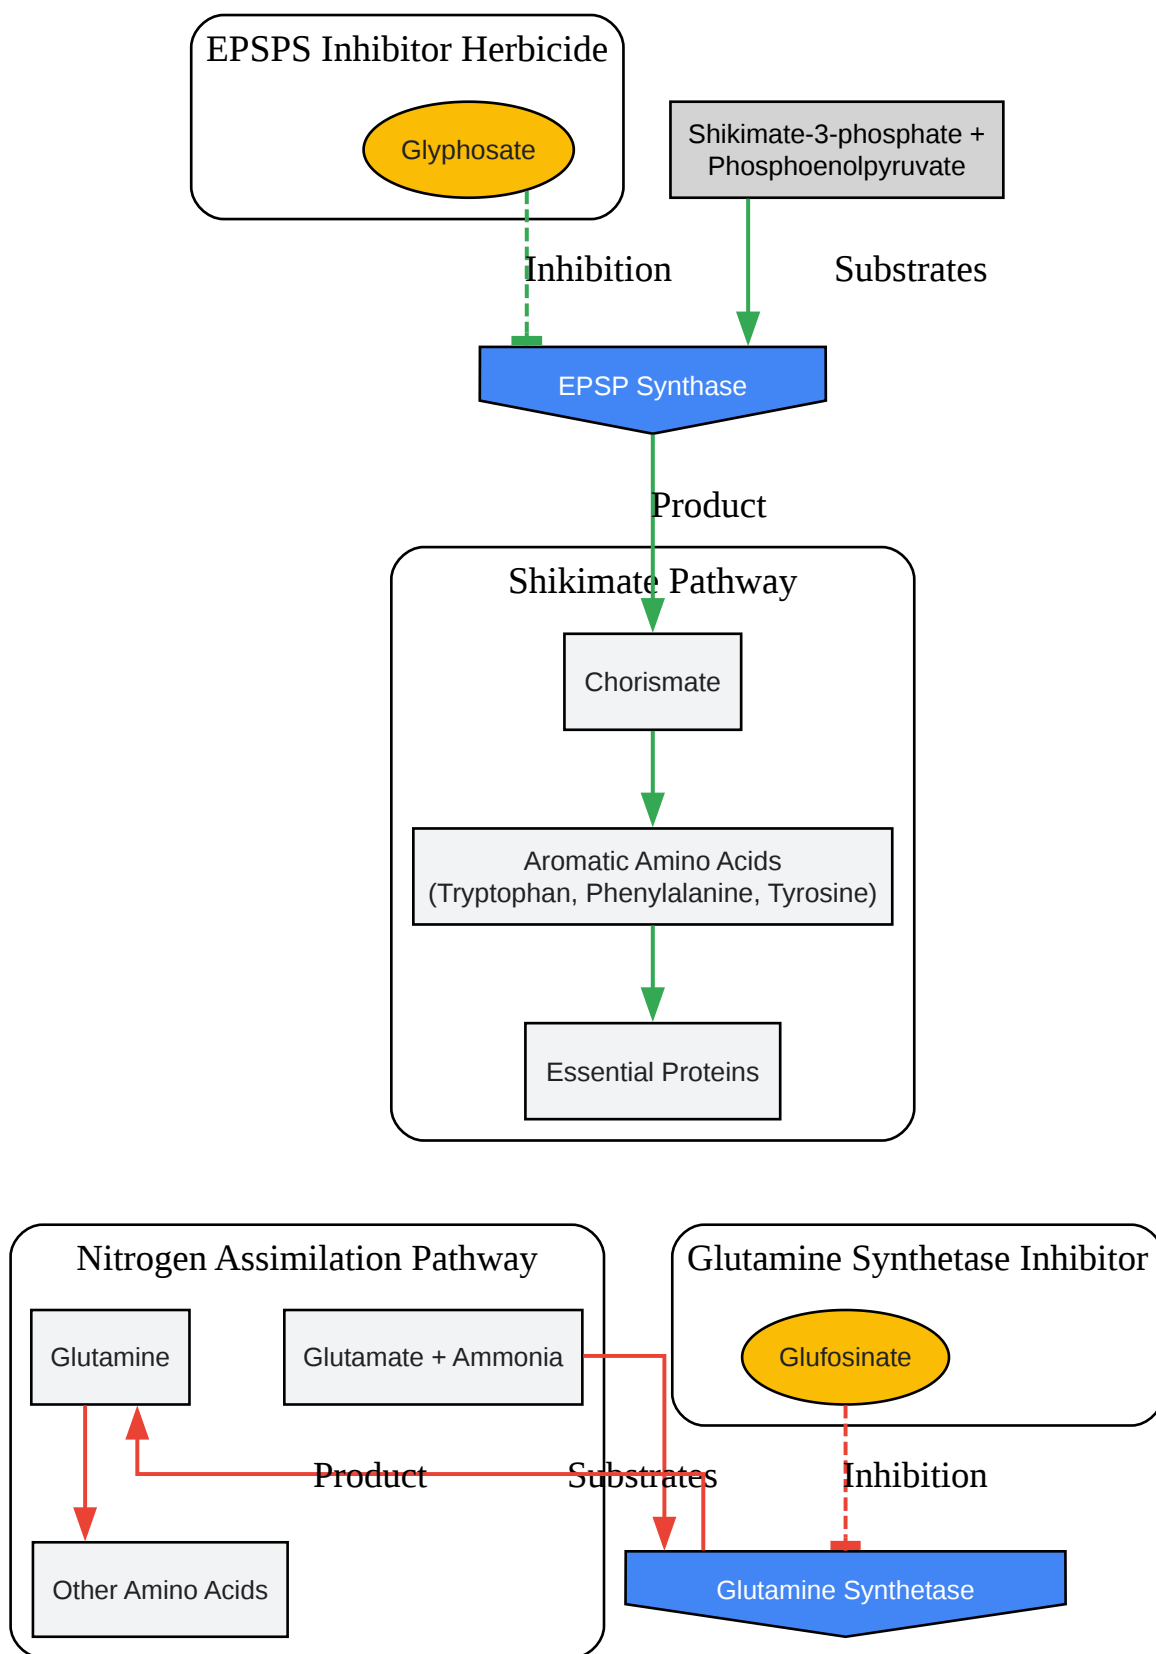 EPSPS Inhibitor Herbicide
Glyphosate
Shikimate-3-phosphate +
Phosphoenolpyruvate
Inhibition
Substrates
EPSP Synthase
Product
Shikimate Pathway
Chorismate
Aromatic Amino Acids
(Tryptophan, Phenylalanine, Tyrosine)
Essential Proteins
Nitrogen Assimilation Pathway
Glutamine Synthetase Inhibitor
Glutamine
Glutamate + Ammonia
Glufosinate
Product
Substrates
Inhibition
Other Amino Acids
Glutamine Synthetase